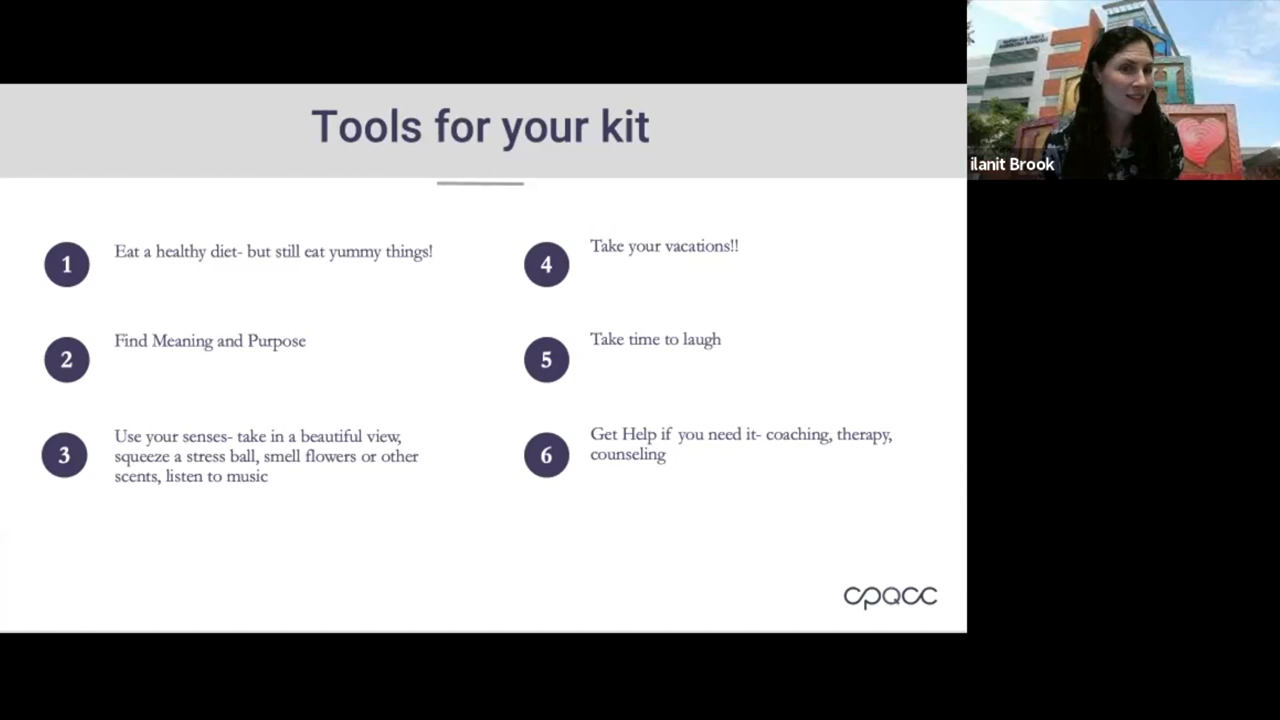 Tools for your kit
1
Eat a healthy diet- but still eat yummy things!
2
Find Meaning and Purpose
3
Use your senses- take in a beautiful view,
squeeze a stress ball, smell flowers or other
scents, listen to music
4
Take your vacations!!
5
Take time to laugh
6
Get Help if you need it- coaching, therapy,
counseling
cpqcc
ilanit Brook